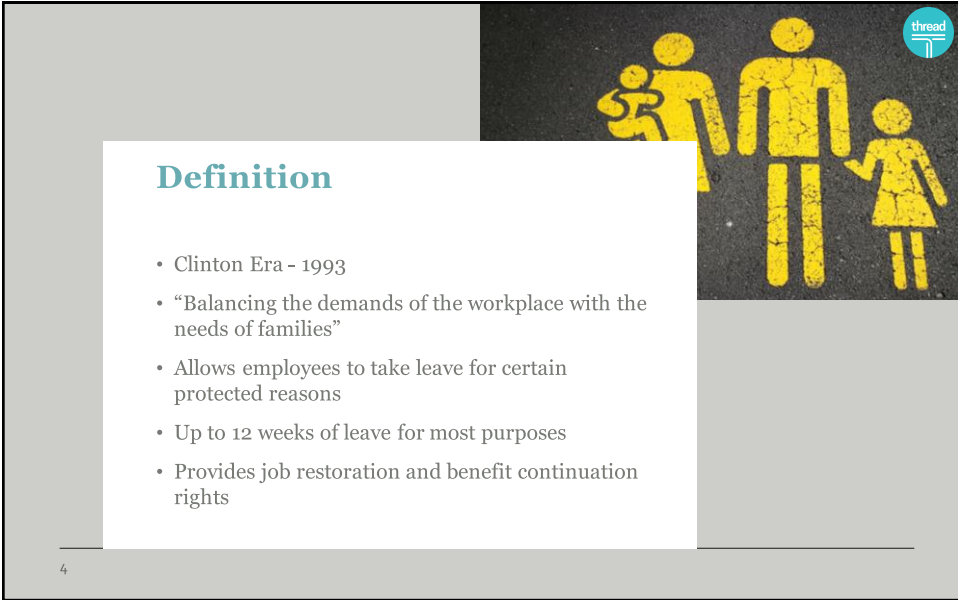 thread
Definition
• Clinton Era - 1993
• “Balancing the demands of the workplace with the
needs of families”
• Allows employees to take leave for certain
protected reasons
• Up to 12 weeks of leave for most purposes
• Provides job restoration and benefit continuation
rights
4